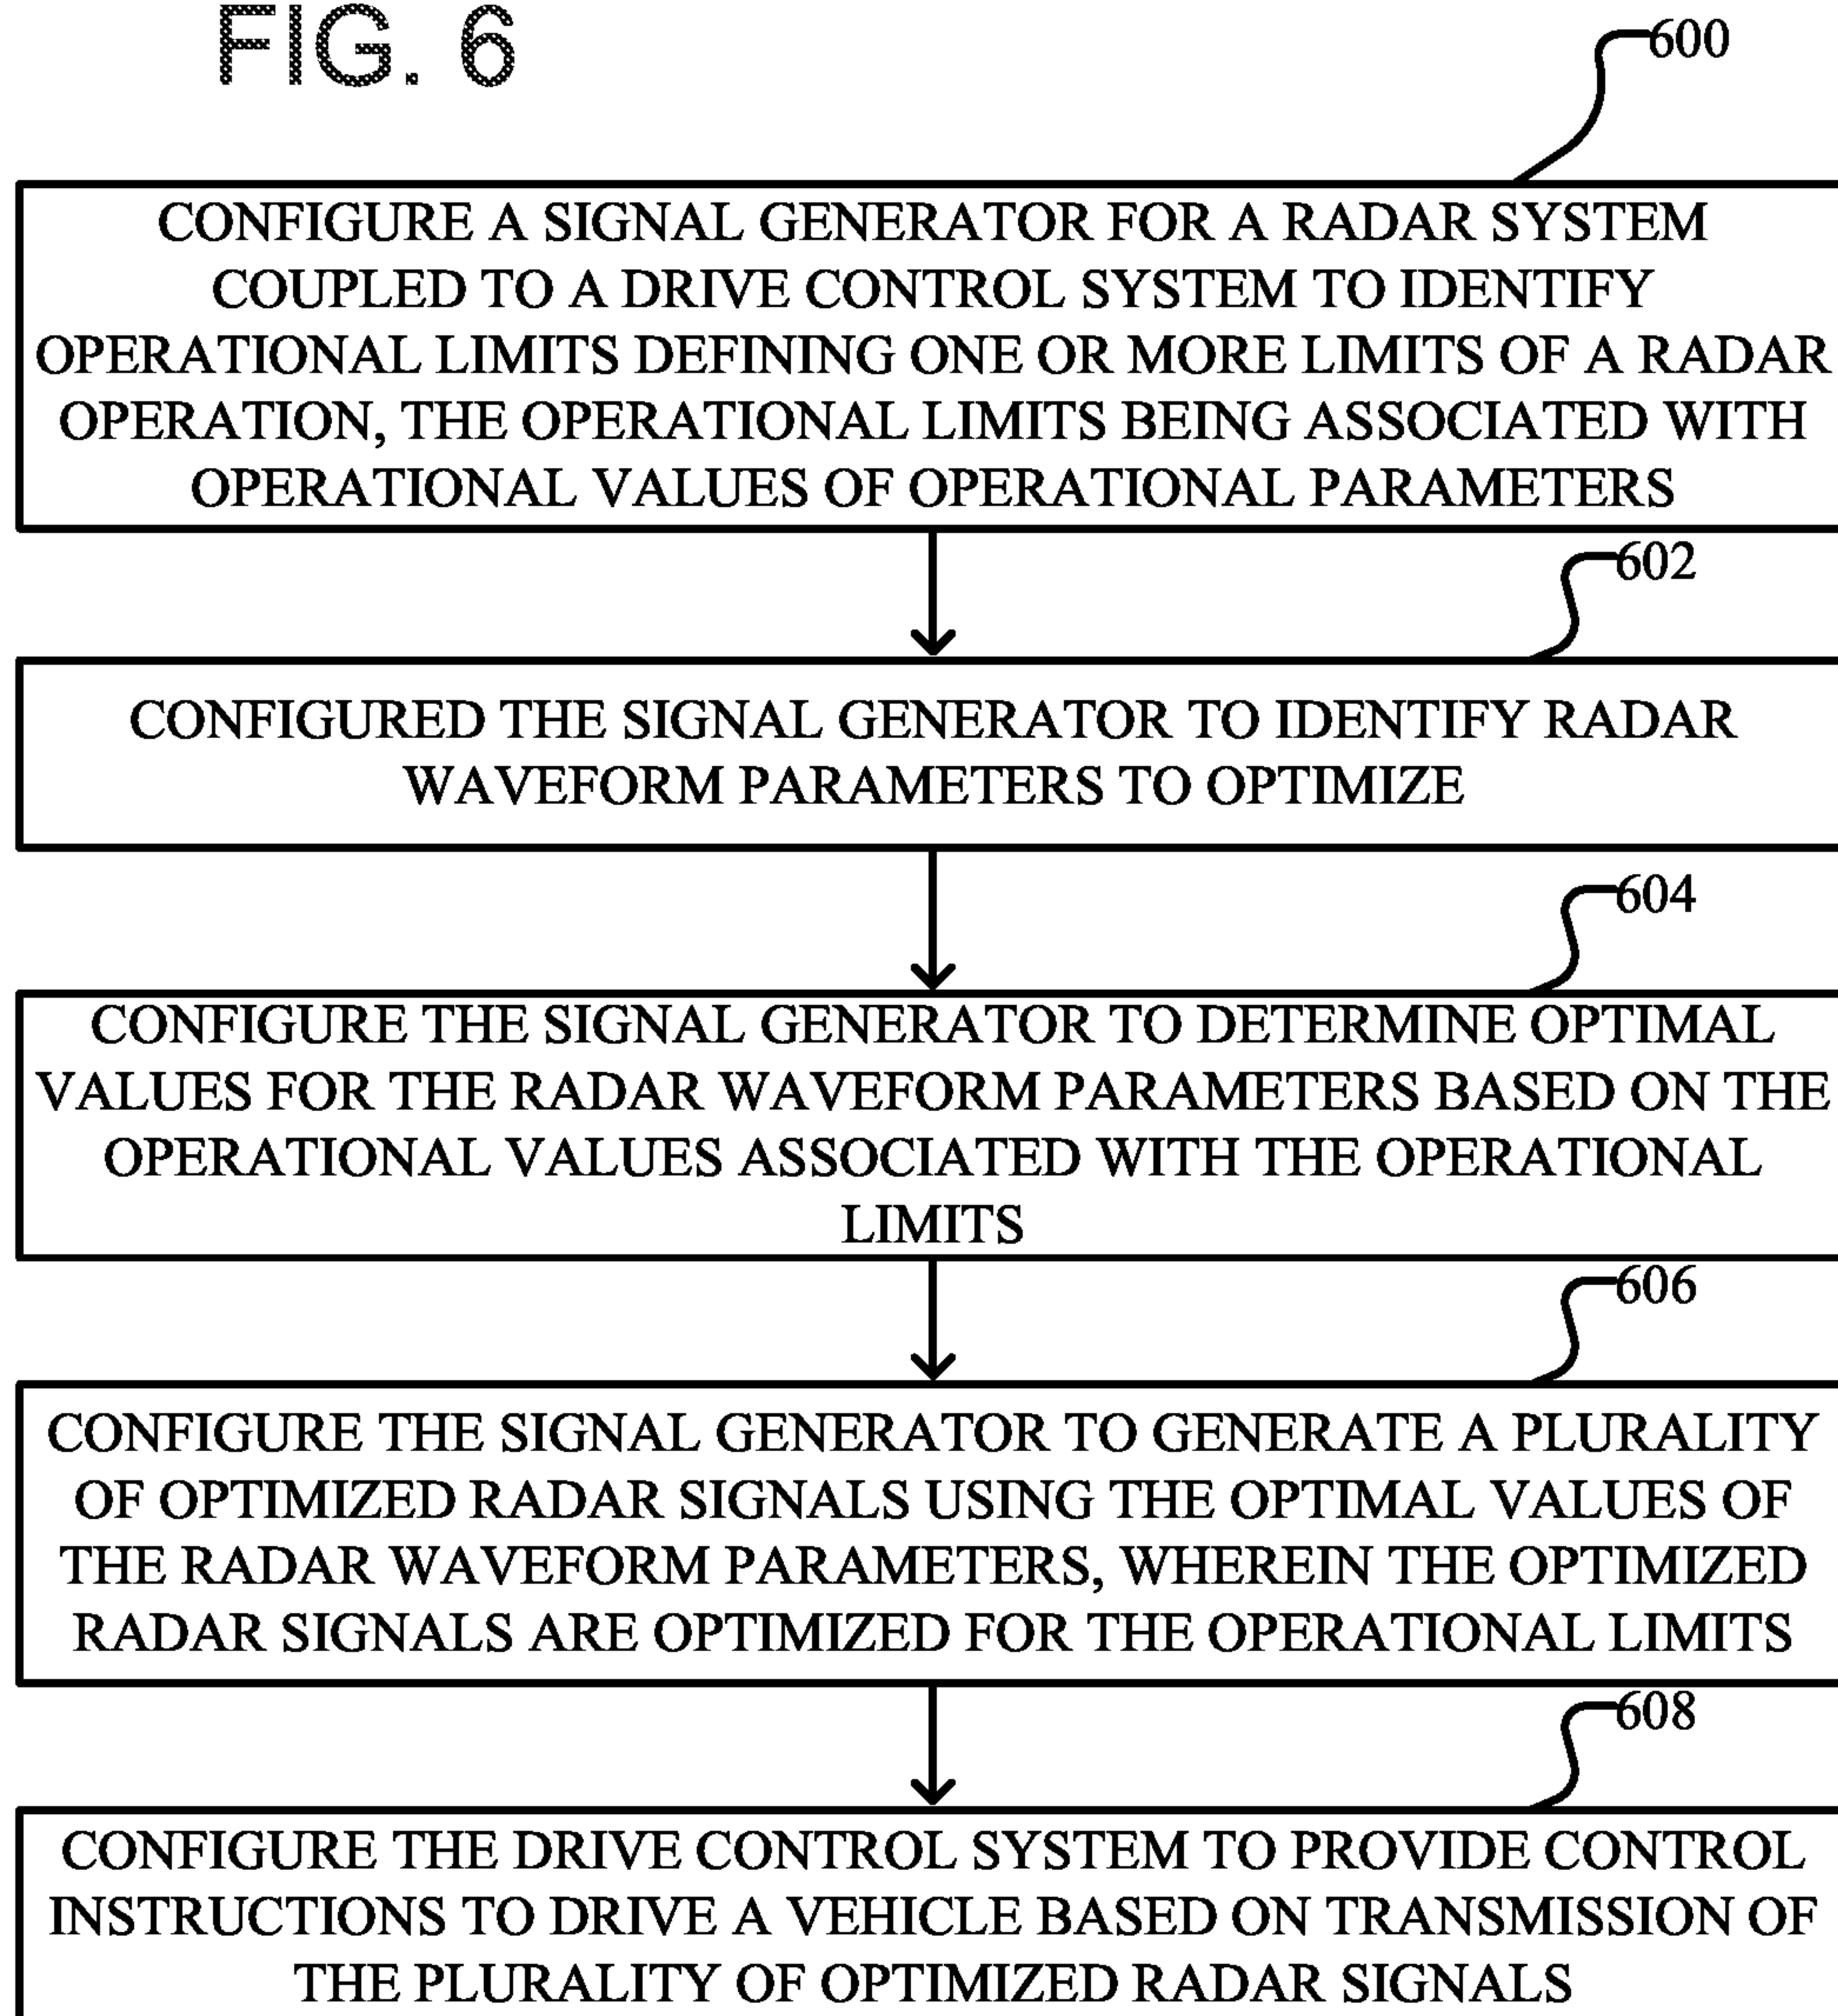 FIG. 6
600
CONFIGURE A SIGNAL GENERATOR FOR A RADAR SYSTEM
COUPLED TO A DRIVE CONTROL SYSTEM TO IDENTIFY
OPERATIONAL LIMITS DEFINING ONE OR MORE LIMITS OF A RADAR
OPERATION, THE OPERATIONAL LIMITS BEING ASSOCIATED WITH
OPERATIONAL VALUES OF OPERATIONAL PARAMETERS
602
CONFIGURED THE SIGNAL GENERATOR TO IDENTIFY RADAR
WAVEFORM PARAMETERS TO OPTIMIZE
604
CONFIGURE THE SIGNAL GENERATOR TO DETERMINE OPTIMAL
VALUES FOR THE RADAR WAVEFORM PARAMETERS BASED ON THE
OPERATIONAL VALUES ASSOCIATED WITH THE OPERATIONAL
LIMITS
606
CONFIGURE THE SIGNAL GENERATOR TO GENERATE A PLURALITY
OF OPTIMIZED RADAR SIGNALS USING THE OPTIMAL VALUES OF
THE RADAR WAVEFORM PARAMETERS, WHEREIN THE OPTIMIZED
RADAR SIGNALS ARE OPTIMIZED FOR THE OPERATIONAL LIMITS
608
CONFIGURE THE DRIVE CONTROL SYSTEM TO PROVIDE CONTROL
INSTRUCTIONS TO DRIVE A VEHICLE BASED ON TRANSMISSION OF
THE PLURALITY OF OPTIMIZED RADAR SIGNALS